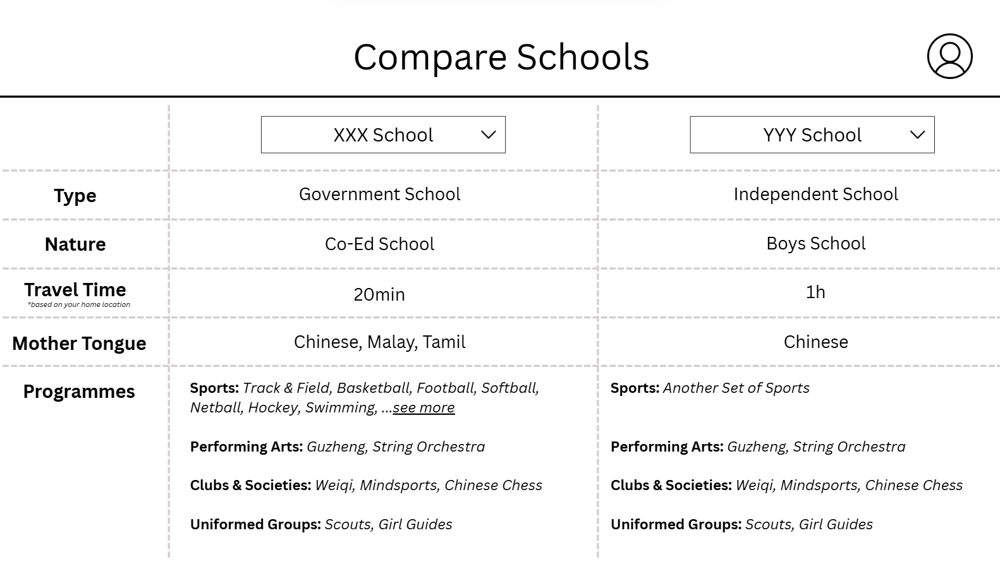 Compare Schools
XXX School
YYY School
Type
Government School
Independent School
Nature
Co-Ed School
Boys School
Travel Time
*based on your home location
20min
1h
Mother Tongue
Chinese, Malay, Tamil
Chinese
Programmes
Sports: Track & Field, Basketball, Football, Softball,
Netball, Hockey, Swimming, ...see more
Performing Arts: Guzheng, String Orchestra
Clubs & Societies: Weiqi, Mindsports, Chinese Chess
Uniformed Groups: Scouts, Girl Guides
Sports: Another Set of Sports
Performing Arts: Guzheng, String Orchestra
Clubs & Societies: Weiqi, Mindsports, Chinese Chess
Uniformed Groups: Scouts, Girl Guides